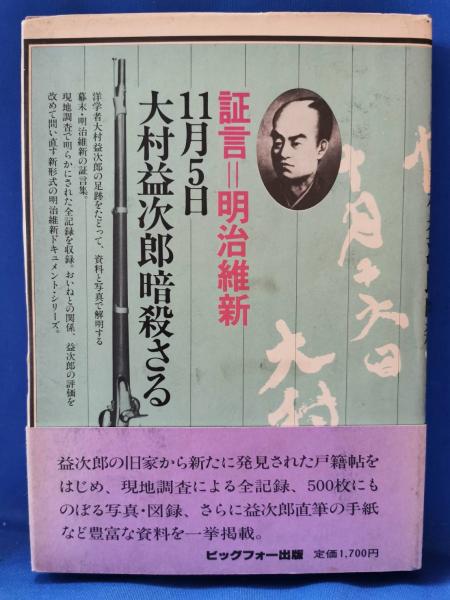 証言=明治維新
11月5日
大村益次郎暗殺さる
洋学者大村益次郎の足跡をたどって、資料と写真で解明する
幕末・明治維新の証言集。
現地調査で明らかにされた全記録を収録。おいねとの関係、益次郎の評価を
改めて問い直す新形式の明治維新ドキュメント・シリーズ。
十月十六日
大村
益次郎の旧家から新たに発見された戸籍帖を
はじめ、現地調査による全記録、500枚にも
のぼる写真・図録、さらに益次郎直筆の手紙
など豊富な資料を一挙掲載。
ビッグフォー出版 定価1,700円